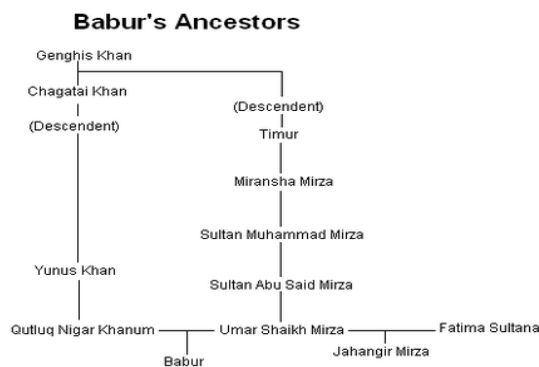 Babur's Ancestors
Genghis Khan
Chagatai Khan
(Descendent)
(Descendent)
Timur
Miransha Mirza
Sultan Muhammad Mirza
Yunus Khan
Sultan Abu Said Mirza
Qutluq Nigar Khanum
Umar Shaikh Mirza
Fatima Sultana
Babur
Jahangir Mirza